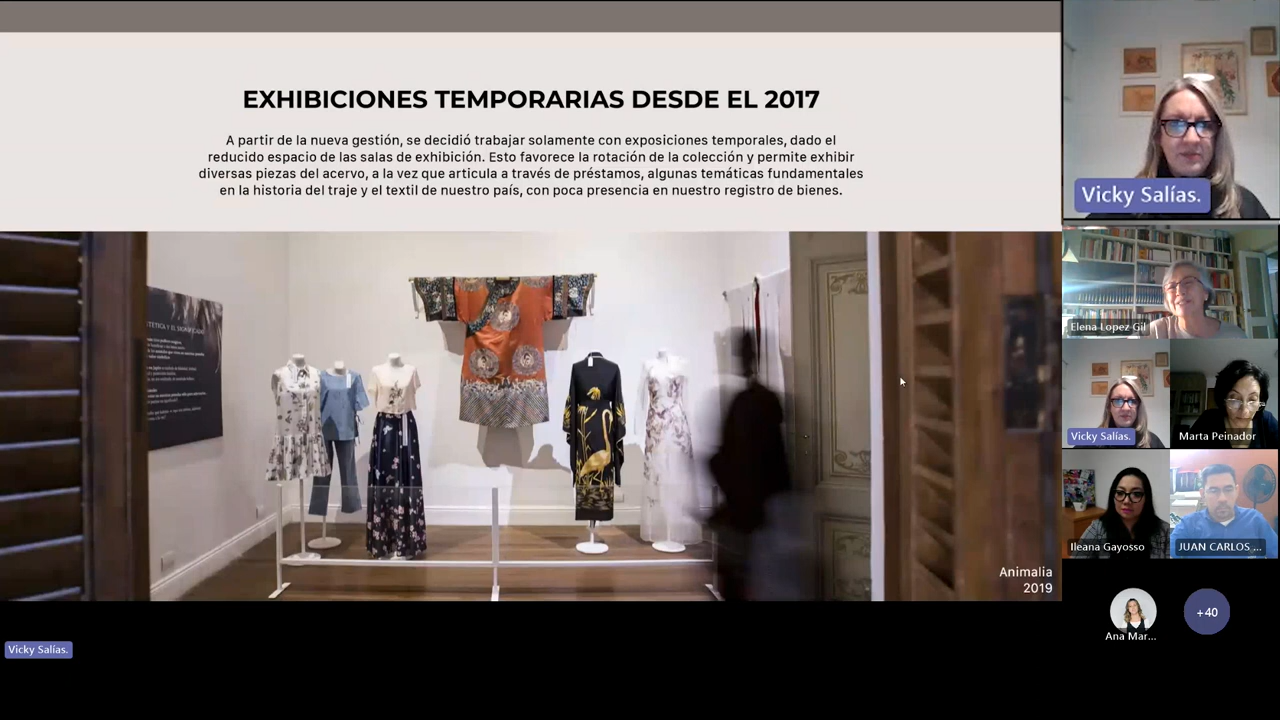 EXHIBICIONES TEMPORARIAS DESDE EL 2017
A partir de la nueva gestión, se decidió trabajar solamente con exposiciones temporales, dado el
reducido espacio de las salas de exhibición. Esto favorece la rotación de la colección y permite exhibir
diversas piezas del acervo, a la vez que articula a través de préstamos, algunas temáticas fundamentales
en la historia del traje y el textil de nuestro país, con poca presencia en nuestro registro de bienes.
Animalia
2019
Vicky Salías.
Vicky Salías.
Elena Lopez Gil
Vicky Salías.
Marta Peinador
Ileana Gayosso
JUAN CARLOS ...
Ana Mar...
+40